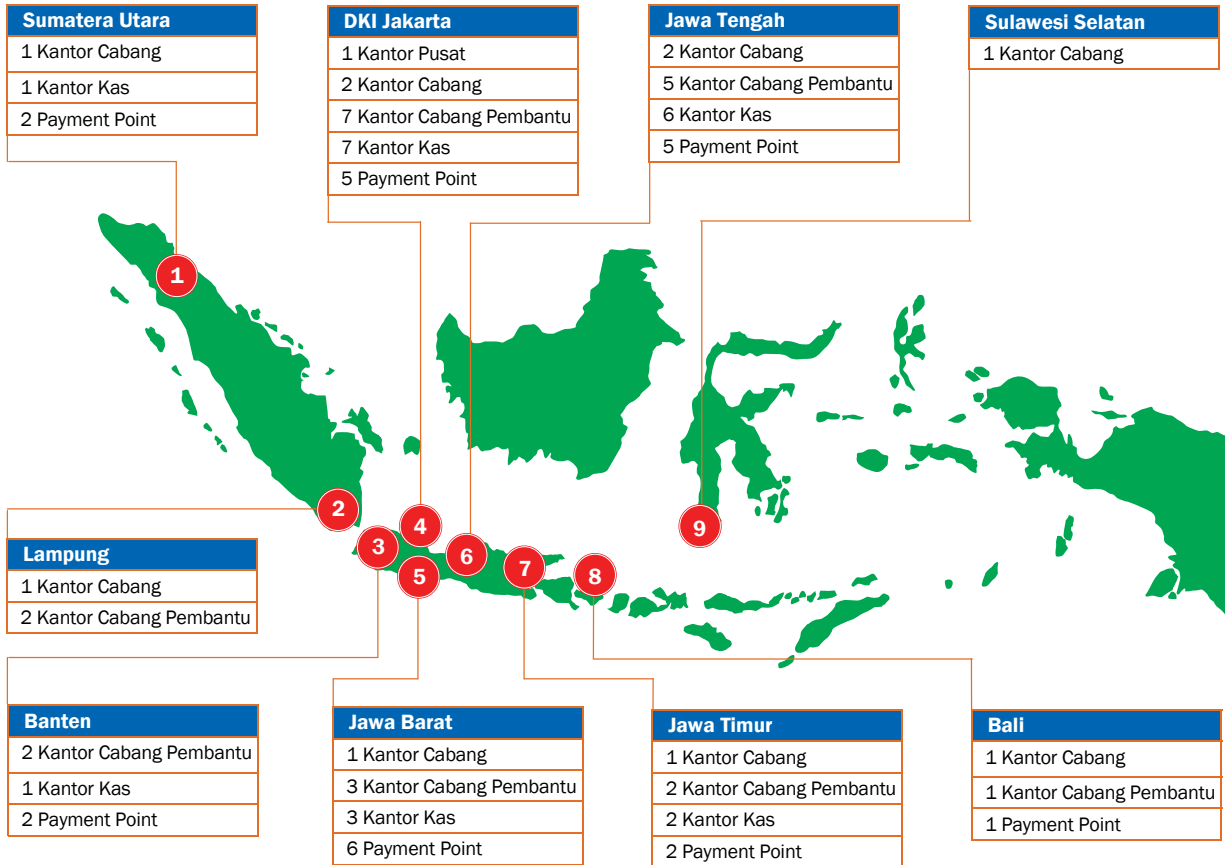 Sumatera Utara
1 Kantor Cabang
1 Kantor Kas
2 Payment Point
DKI Jakarta
1 Kantor Pusat
2 Kantor Cabang
7 Kantor Cabang Pembantu
7 Kantor Kas
5 Payment Point
Jawa Tengah
2 Kantor Cabang
5 Kantor Cabang Pembantu
6 Kantor Kas
5 Payment Point
Sulawesi Selatan
1 Kantor Cabang
1
2
3
4
5
6
7
8
9
Lampung
1 Kantor Cabang
2 Kantor Cabang Pembantu
Banten
2 Kantor Cabang Pembantu
1 Kantor Kas
2 Payment Point
Jawa Barat
1 Kantor Cabang
3 Kantor Cabang Pembantu
3 Kantor Kas
6 Payment Point
Jawa Timur
1 Kantor Cabang
2 Kantor Cabang Pembantu
2 Kantor Kas
2 Payment Point
Bali
1 Kantor Cabang
1 Kantor Cabang Pembantu
1 Payment Point